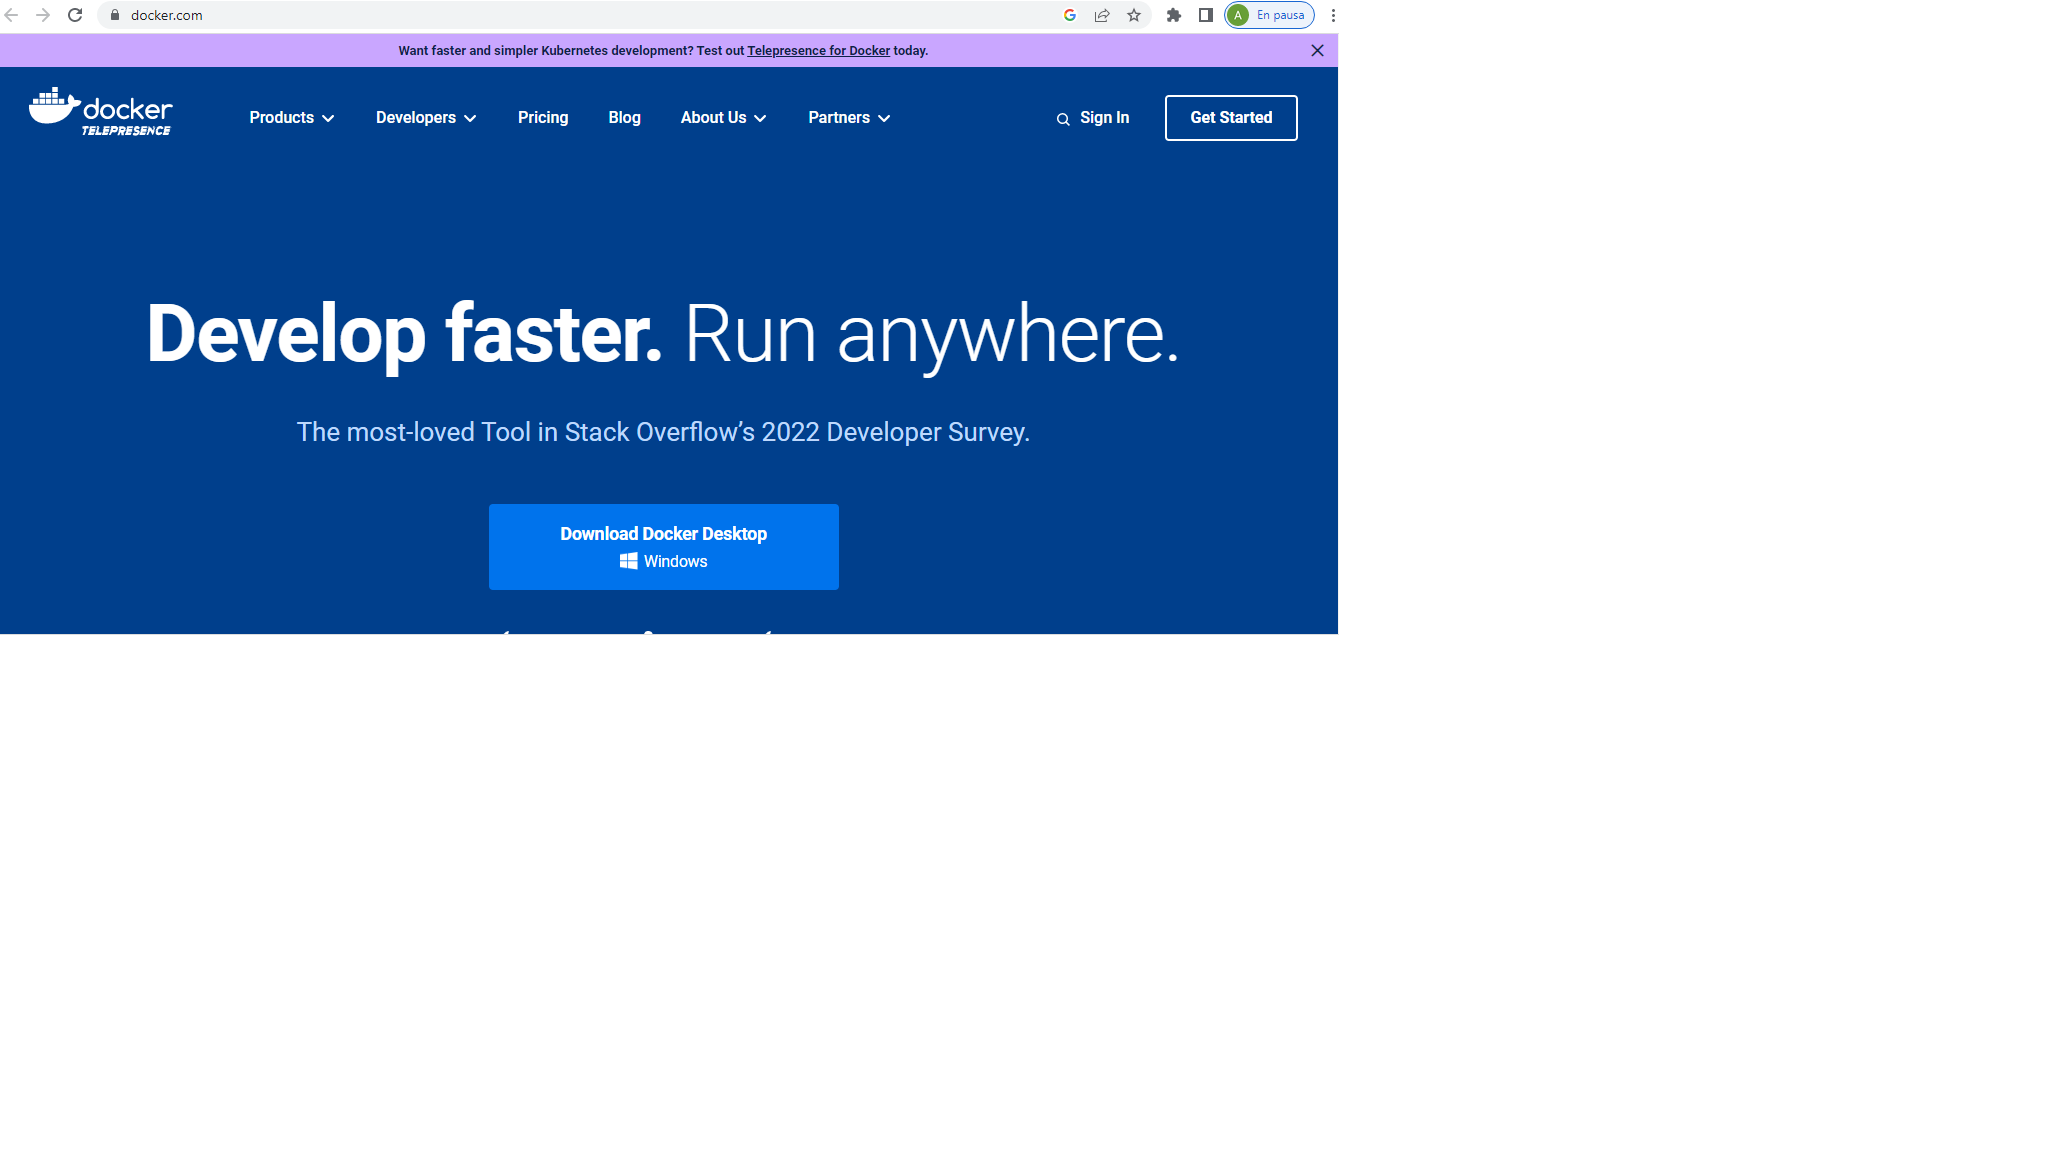 docker.com
A En pausa
Want faster and simpler Kubernetes development? Test out Telepresence for Docker today.
docker
TELEPRESENCE
Products Developers Pricing Blog About Us Partners Sign In Get Started
Develop faster. Run anywhere.
The most-loved Tool in Stack Overflow’s 2022 Developer Survey.
Download Docker Desktop
Windows